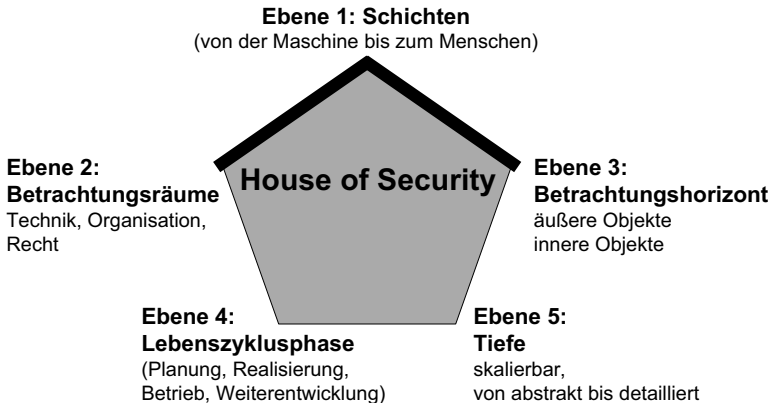 Ebene 1: Schichten
(von der Maschine bis zum Menschen)
Ebene 2:
Betrachtungsräume
Technik, Organisation,
Recht
House of Security
Ebene 3:
Betrachtungshorizont
äußere Objekte
innere Objekte
Ebene 4:
Lebenszyklusphase
(Planung, Realisierung,
Betrieb, Weiterentwicklung)
Ebene 5:
Tiefe
skalierbar,
von abstrakt bis detailliert